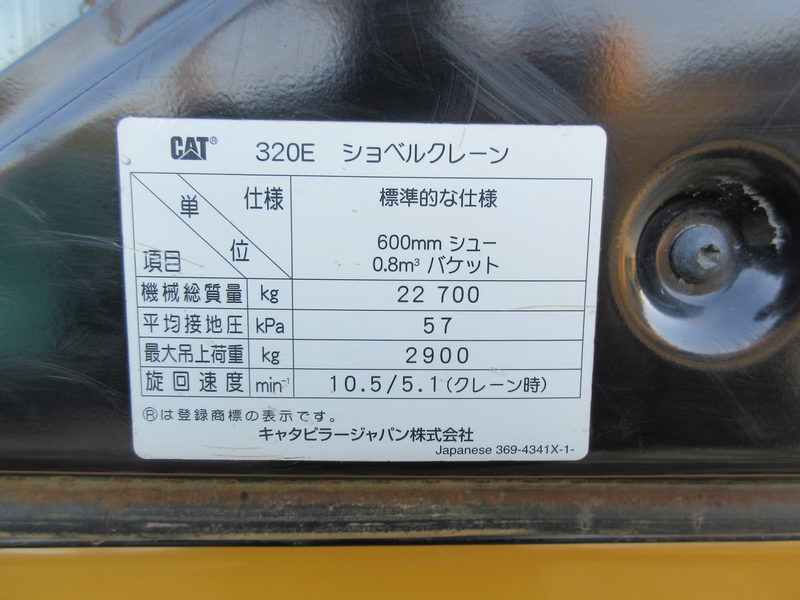 CAT® 320E ショベルクレーン
仕様
単
位
項目
標準的な仕様
600mm シュー
0.8m³ バケット
機械総質量 kg 22 700
平均接地圧 kPa 57
最大吊上荷重 kg 2900
旋回速度 min⁻¹ 10.5/5.1(クレーン時)
®は登録商標の表示です。
キャタピラージャパン株式会社
Japanese 369-4341X-1-